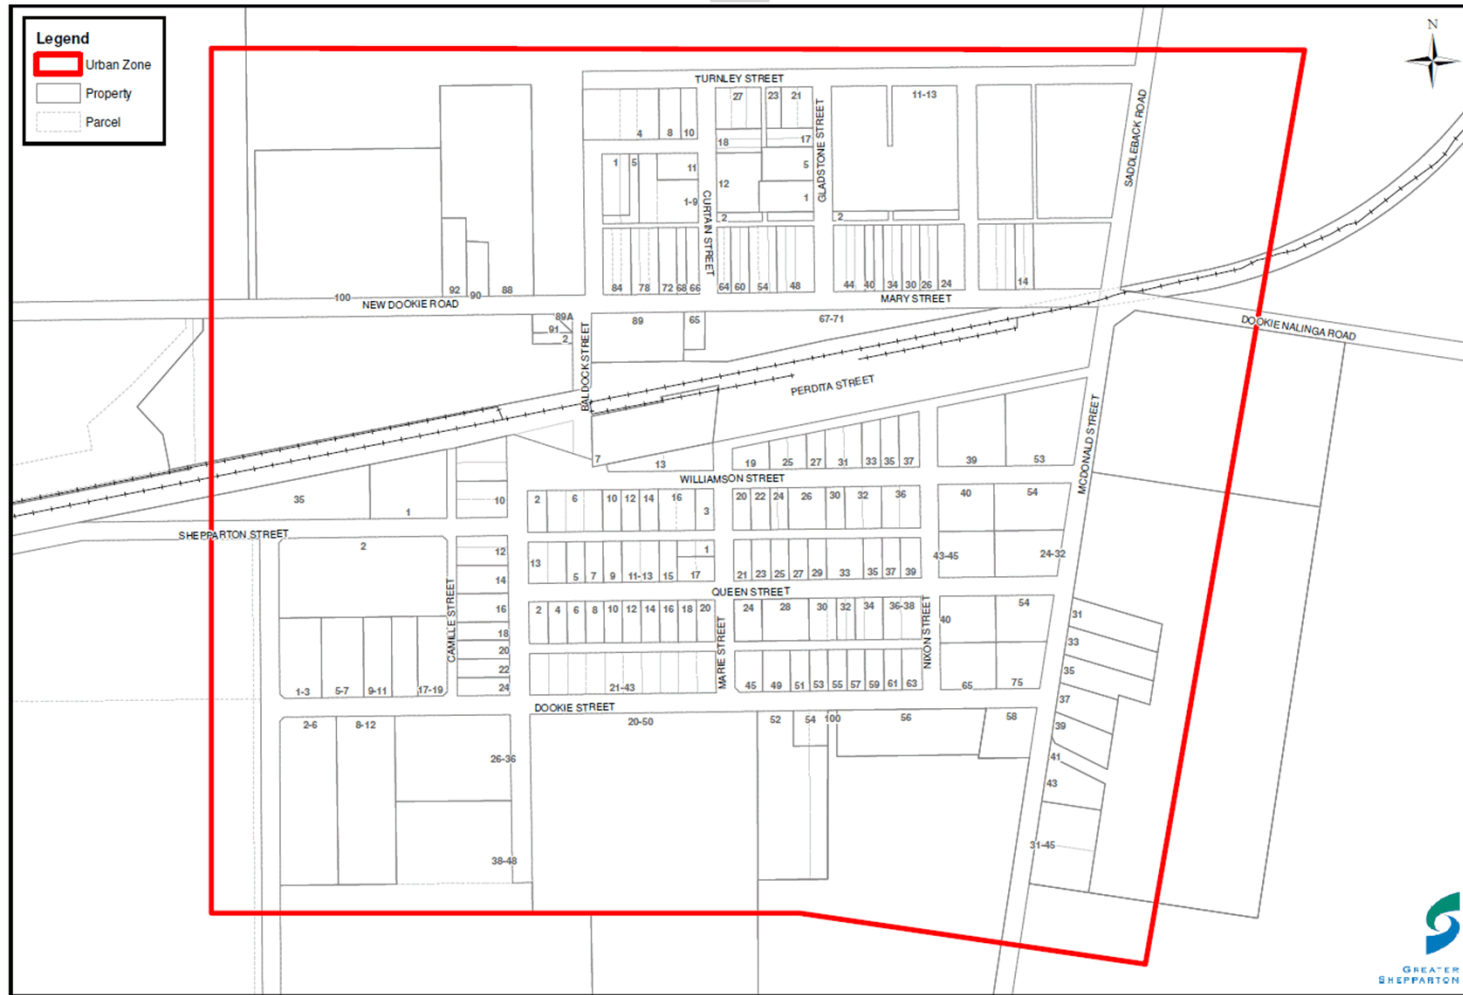 Legend
Urban Zone
Property
Parcel
N
TURNLEY STREET
27 23 21 11-13
4 8 10
18 17
1 5 11 5
12
1-9 1
2 2
CURTAIN STREET
GLADSTONE STREET
SADDLEBACK ROAD
100 92 90 88 84 78 72 68 66 64 60 54 48 44 40 34 30 26 24 14
NEW DOOKIE ROAD
MARY STREET
89A
91
2
89 65 67-71
DOOKIE NALINGA ROAD
BALDOCK STREET
PERDITA STREET
MCDONALD STREET
7 13 19 25 27 31 33 35 37 39 53
WILLIAMSON STREET
35 1 10 2 6 10 12 14 16 3 20 22 24 26 30 32 36 40 54
SHEPPARTON STREET
2 12 13 1 43-45 24-32
14 5 7 9 11-13 15 17 21 23 25 27 29 33 35 37 39
QUEEN STREET
CAMILLE STREET
16 2 4 6 8 10 12 14 16 18 20 24 28 30 32 34 36-38 40 54
18
20
22
24
MARIE STREET
NIXON STREET
31
33
35
37
39
41
43
31-45
1-3 5-7 9-11 17-19 21-43 45 49 51 53 55 57 59 61 63 65 75
DOOKIE STREET
2-6 8-12 20-50 52 54 100 56 58
26-36
38-48
GREATER
SHEPPARTON